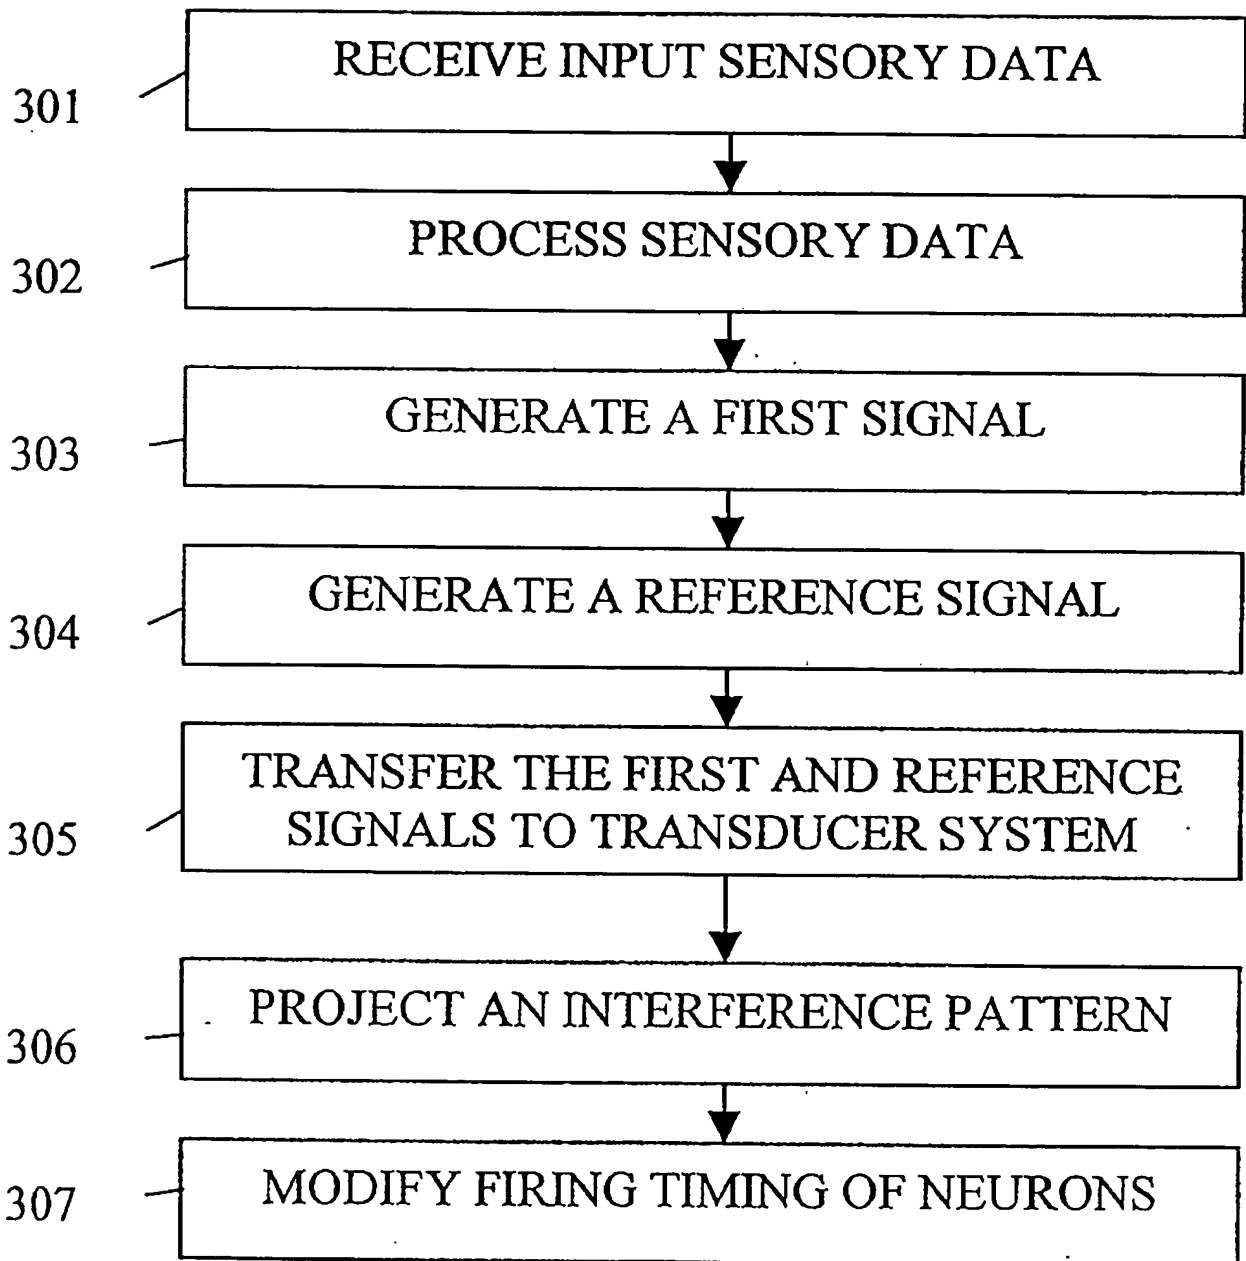 RECEIVE INPUT SENSORY DATA
301
PROCESS SENSORY DATA
302
GENERATE A FIRST SIGNAL
303
GENERATE A REFERENCE SIGNAL
304
TRANSFER THE FIRST AND REFERENCE
SIGNALS TO TRANSDUCER SYSTEM
305
PROJECT AN INTERFERENCE PATTERN
306
MODIFY FIRING TIMING OF NEURONS
307